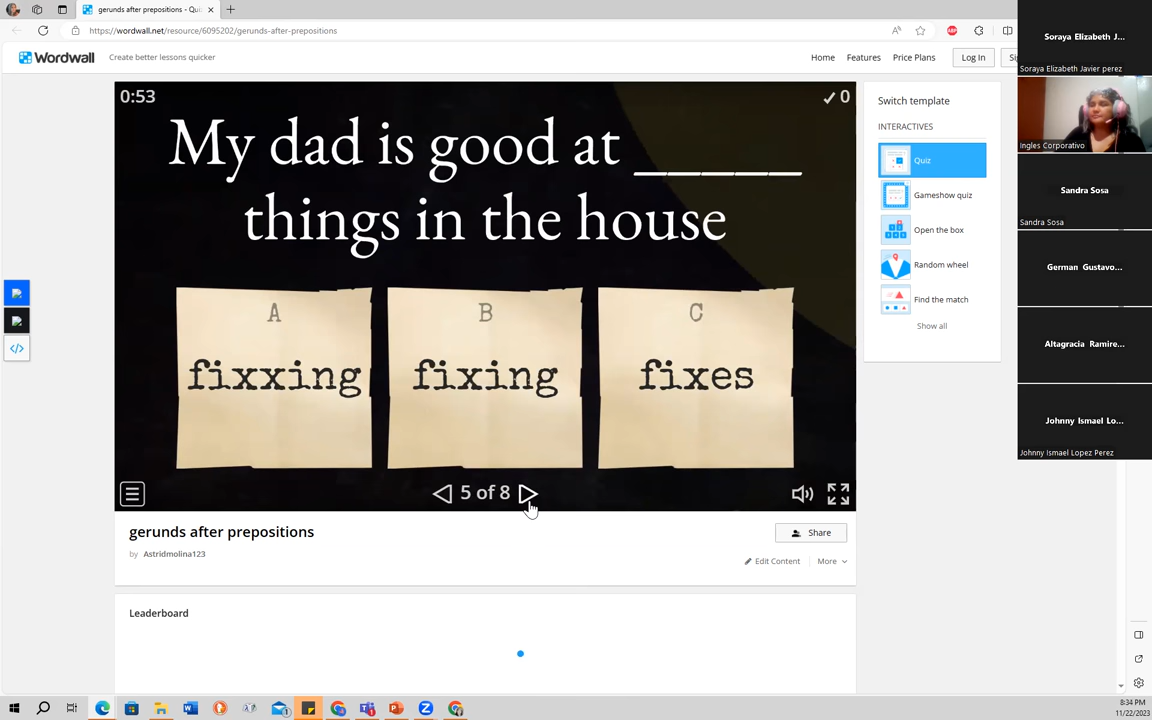 gerunds after prepositions - Qui
https://wordwall.net/resource/6095202/gerunds-after-prepositions
ABP
Wordwall
Create better lessons quicker
Home Features Price Plans Log In
0:53
0
My dad is good at ______
things in the house
A B C
fixxing fixing fixes
5 of 8
gerunds after prepositions
Share
by Astridmolina123
Edit Content More
Leaderboard
Switch template
INTERACTIVES
Quiz
Gameshow quiz
Open the box
Random wheel
Find the match
Show all
Soraya Elizabeth J...
Soraya Elizabeth Javier perez
Ingles Corporativo
Sandra Sosa
Sandra Sosa
German Gustavo...
Altagracia Ramire...
Johnny Ismael Lo...
Johnny Ismael Lopez Perez
8:34 PM
11/22/2023